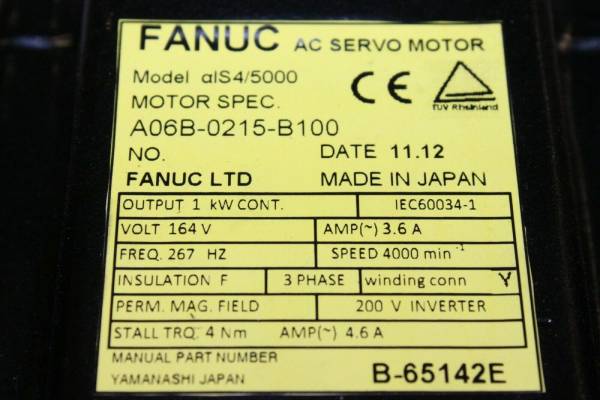 FANUC AC SERVO MOTOR
Model αIS4/5000
MOTOR SPEC.
A06B-0215-B100
CE
TÜV Rheinland
NO. DATE 11.12
FANUC LTD MADE IN JAPAN
OUTPUT 1 kW CONT. IEC60034-1
VOLT 164 V AMP(~) 3.6 A
FREQ. 267 HZ SPEED 4000 min⁻¹
INSULATION F 3 PHASE winding conn Y
PERM. MAG. FIELD 200 V INVERTER
STALL TRQ. 4 Nm AMP(~) 4.6 A
MANUAL PART NUMBER
YAMANASHI JAPAN B-65142E